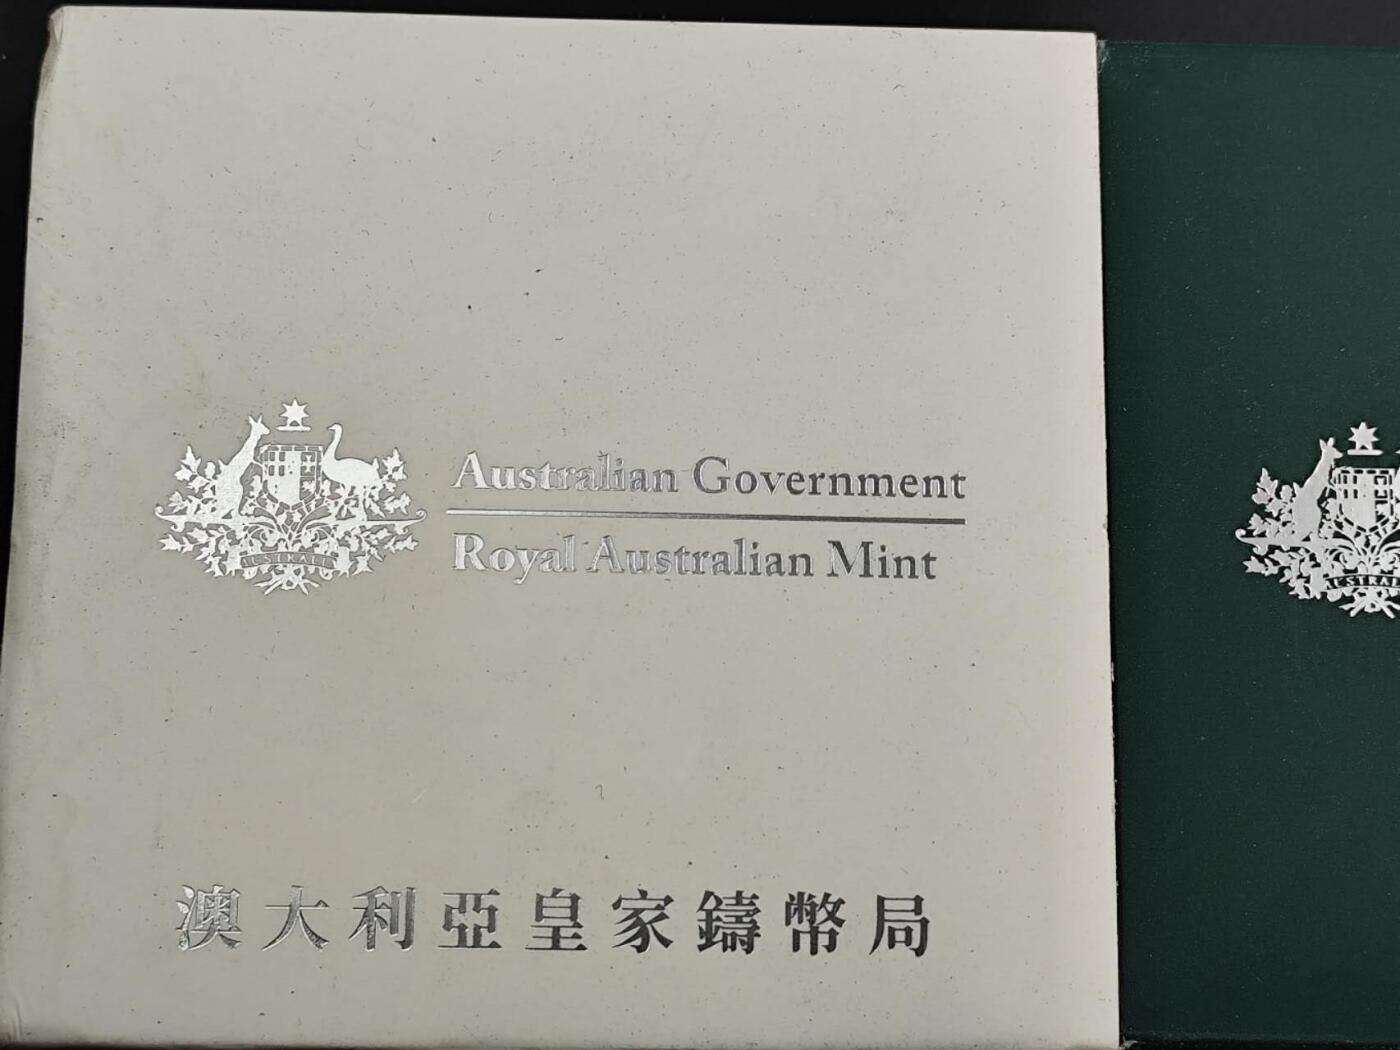 Australian Government
Royal Australian Mint
澳大利亞皇家鑄幣局